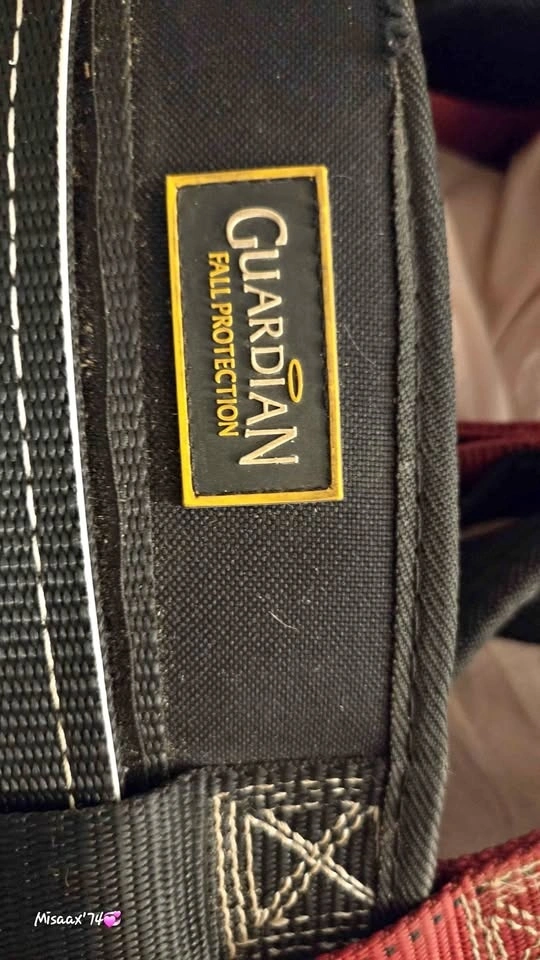 GUARDIAN
FALL PROTECTION
Misaax'74💞